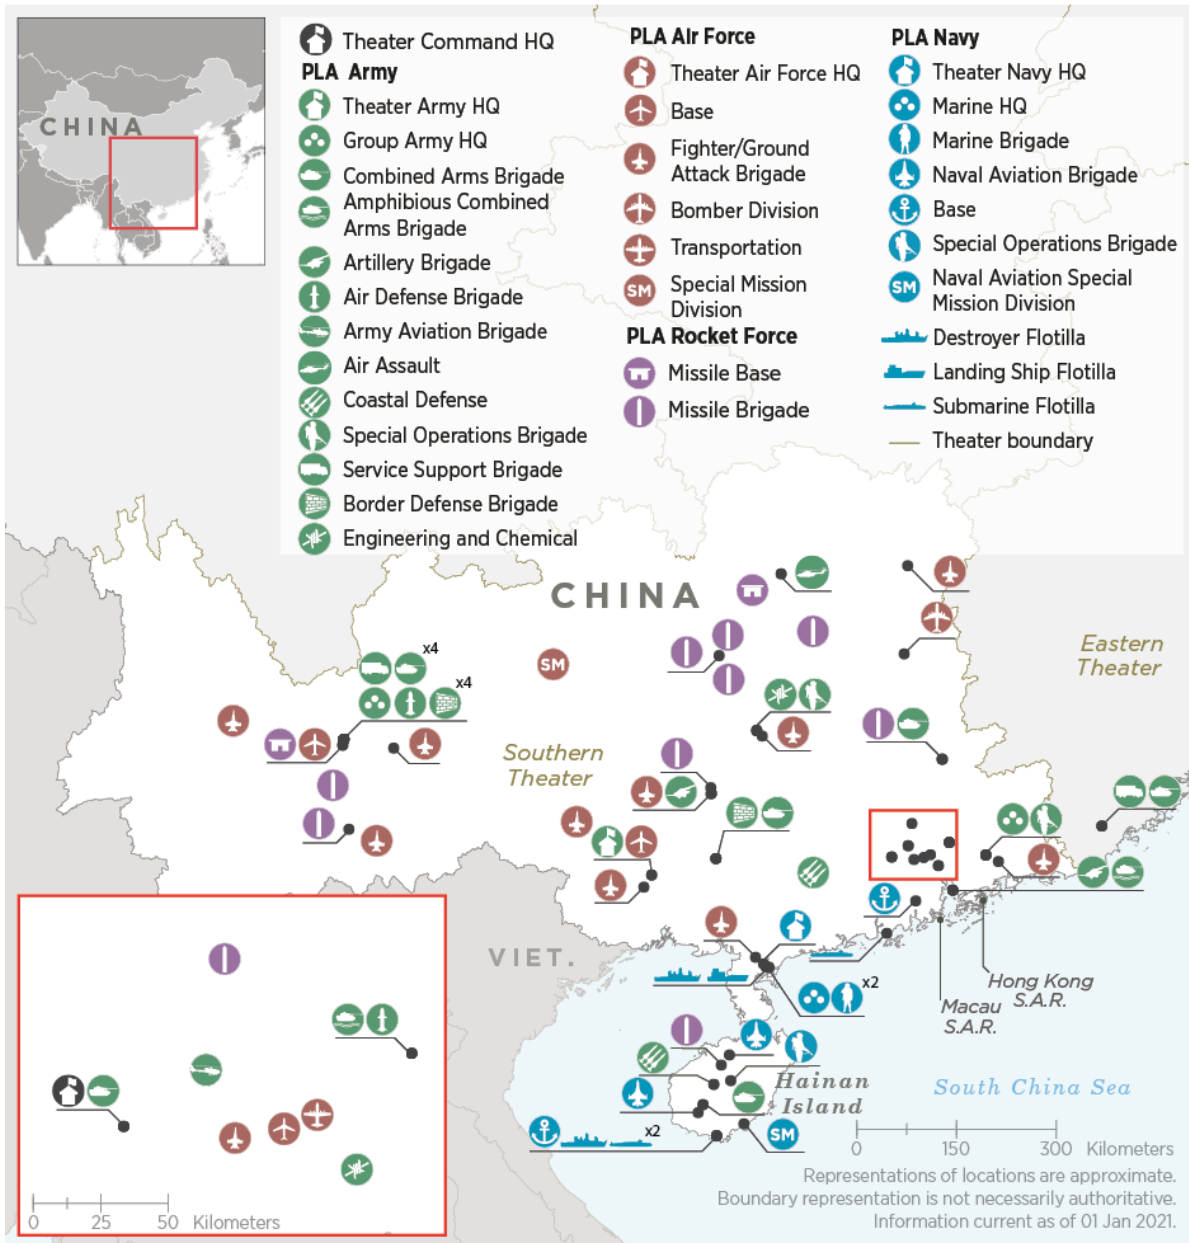 CHINA
Theater Command HQ
PLA Army
Theater Army HQ
Group Army HQ
Combined Arms Brigade
Amphibious Combined
Arms Brigade
Artillery Brigade
Air Defense Brigade
Army Aviation Brigade
Air Assault
Coastal Defense
Special Operations Brigade
Service Support Brigade
Border Defense Brigade
Engineering and Chemical
PLA Air Force
Theater Air Force HQ
Base
Fighter/Ground
Attack Brigade
Bomber Division
Transportation
SM
Special Mission
Division
PLA Rocket Force
Missile Base
Missile Brigade
PLA Navy
Theater Navy HQ
Marine HQ
Marine Brigade
Naval Aviation Brigade
Base
Special Operations Brigade
SM
Naval Aviation Special
Mission Division
Destroyer Flotilla
Landing Ship Flotilla
Submarine Flotilla
Theater boundary
CHINA
Eastern
Theater
x4
SM
x4
Southern
Theater
VIET.
x2
Hong Kong
S.A.R.
Macau
S.A.R.
Hainan
Island
South China Sea
x2
SM
0 150 300 Kilometers
Representations of locations are approximate.
Boundary representation is not necessarily authoritative.
Information current as of 01 Jan 2021.
0 25 50 Kilometers